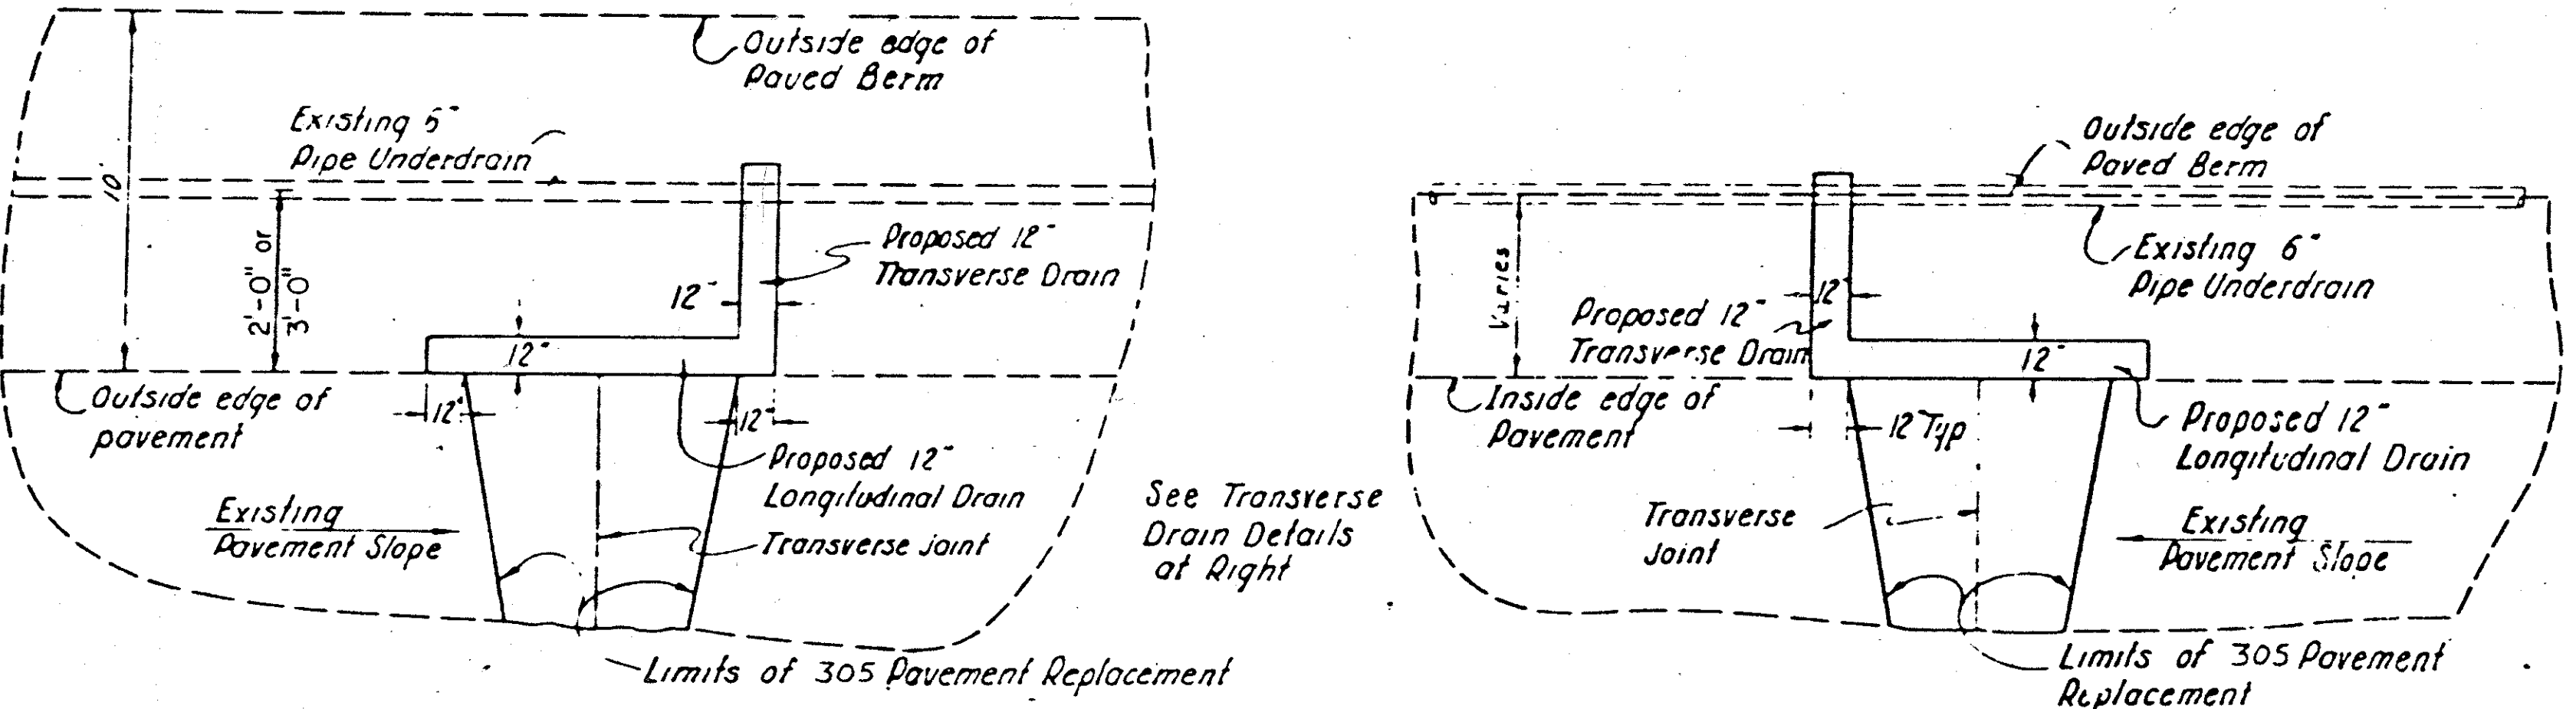 Outside edge of
Paved Berm
Existing 6"
Pipe Underdrain
10'
2'-0" or
3'-0"
Proposed 12"
Transverse Drain
12"
12"
Outside edge of
pavement
12"
12"
Proposed 12"
Longitudinal Drain
Existing
Pavement Slope
Transverse joint
Limits of 305 Pavement Replacement
See Transverse
Drain Details
at Right
Outside edge of
Paved Berm
Existing 6"
Pipe Underdrain
Varies
12"
Proposed 12"
Transverse Drain
12"
Inside edge of
Pavement
12" Typ
Proposed 12"
Longitudinal Drain
Transverse
Joint
Existing
Pavement Slope
Limits of 305 Pavement
Replacement